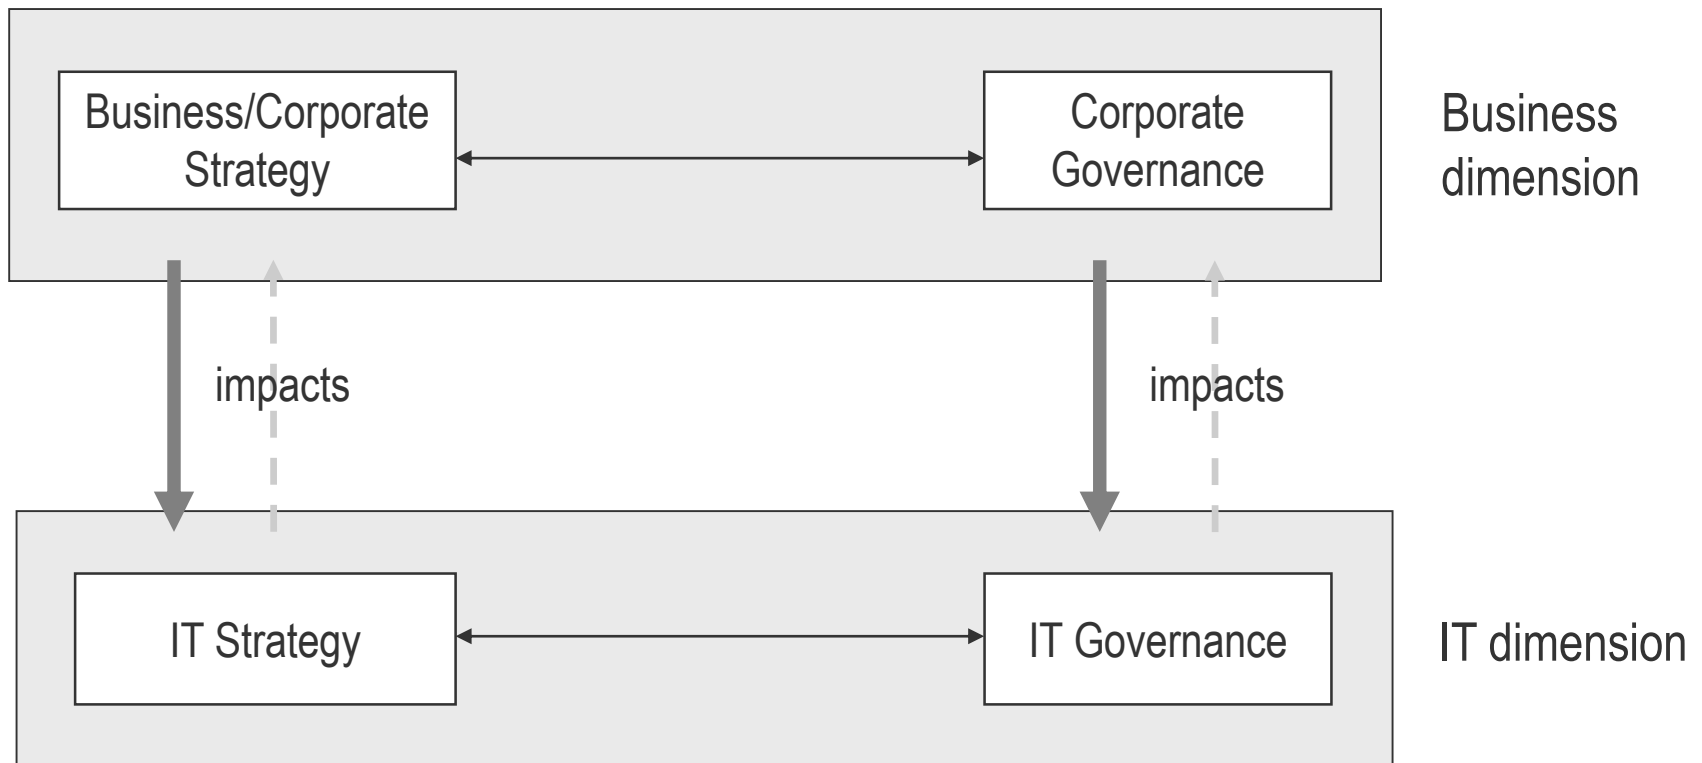 Business/Corporate
Strategy
Corporate
Governance
Business
dimension
impacts
impacts
IT Strategy
IT Governance
IT dimension